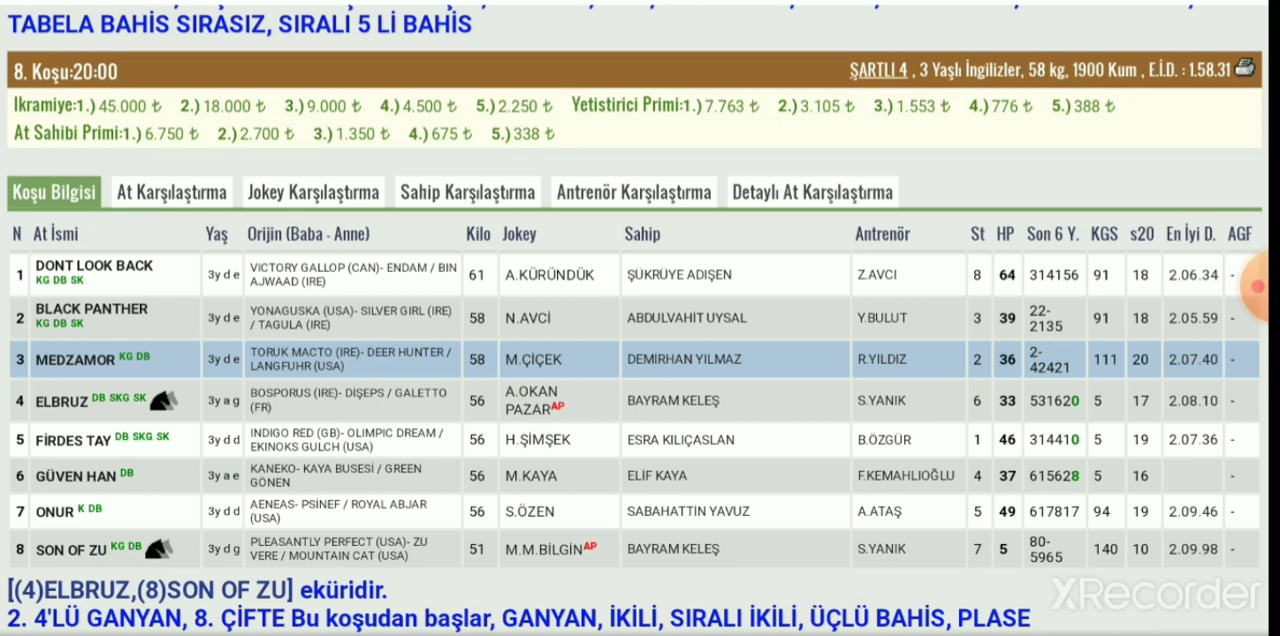 TABELA BAHİS SIRASIZ, SIRALI 5 Lİ BAHİS
8. Koşu:20:00 ŞARTLI 4 , 3 Yaşlı İngilizler, 58 kg, 1900 Kum , E.İ.D. : 1.58.31
Ikramiye:1.) 45.000 ₺ 2.) 18.000 ₺ 3.) 9.000 ₺ 4.) 4.500 ₺ 5.) 2.250 ₺ Yetistirici Primi:1.) 7.763 ₺ 2.) 3.105 ₺ 3.) 1.553 ₺ 4.) 776 ₺ 5.) 388 ₺
At Sahibi Primi:1.) 6.750 ₺ 2.) 2.700 ₺ 3.) 1.350 ₺ 4.) 675 ₺ 5.) 338 ₺
Koşu Bilgisi At Karşılaştırma Jokey Karşılaştırma Sahip Karşılaştırma Antrenör Karşılaştırma Detaylı At Karşılaştırma
N At İsmi Yaş Orijin (Baba - Anne) Kilo Jokey Sahip Antrenör St HP Son 6 Y. KGS s20 En İyi D. AGF
1 DONT LOOK BACK KG DB SK 3y d e VICTORY GALLOP (CAN)- ENDAM / BIN AJWAAD (IRE) 61 A.KÜRÜNDÜK ŞÜKRÜYE ADIŞEN Z.AVCI 8 64 314156 91 18 2.06.34 -
2 BLACK PANTHER KG DB SK 3y d e YONAGUSKA (USA)- SILVER GIRL (IRE) / TAGULA (IRE) 58 N.AVCİ ABDULVAHİT UYSAL Y.BULUT 3 39 22-2135 91 18 2.05.59 -
3 MEDZAMOR KG DB 3y d e TORUK MACTO (IRE)- DEER HUNTER / LANGFUHR (USA) 58 M.ÇİÇEK DEMİRHAN YILMAZ R.YILDIZ 2 36 2-42421 111 20 2.07.40 -
4 ELBRUZ DB SKG SK 3y a g BOSPORUS (IRE)- DİŞEPS / GALETTO (FR) 56 A.OKAN PAZAR AP BAYRAM KELEŞ S.YANIK 6 33 531620 5 17 2.08.10 -
5 FİRDES TAY DB SKG SK 3y d d INDIGO RED (GB)- OLIMPIC DREAM / EKINOKS GULCH (USA) 56 H.ŞİMŞEK ESRA KILIÇASLAN B.ÖZGÜR 1 46 314410 5 19 2.07.36 -
6 GÜVEN HAN DB 3y a e KANEKO- KAYA BUSESİ / GREEN GÖNEN 56 M.KAYA ELİF KAYA F.KEMAHLIOĞLU 4 37 615628 5 16 -
7 ONUR K DB 3y d d AENEAS- PSİNEF / ROYAL ABJAR (USA) 56 S.ÖZEN SABAHATTİN YAVUZ A.ATAŞ 5 49 617817 94 19 2.09.46 -
8 SON OF ZU KG DB 3y d g PLEASANTLY PERFECT (USA)- ZU VERE / MOUNTAIN CAT (USA) 51 M.M.BİLGİN AP BAYRAM KELEŞ S.YANIK 7 5 80-5965 140 10 2.09.98 -
[(4)ELBRUZ,(8)SON OF ZU] eküridir.
2. 4'LÜ GANYAN, 8. ÇİFTE Bu koşudan başlar, GANYAN, İKİLİ, SIRALI İKİLİ, ÜÇLÜ BAHİS, PLASE
XRecorder